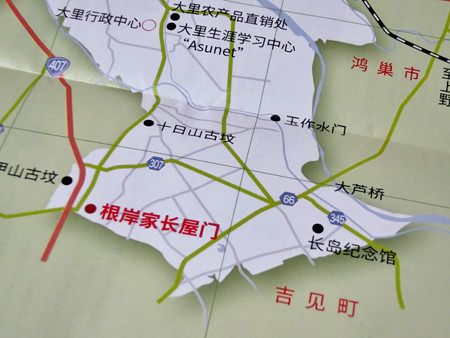 大里农产品直销处
大里行政中心
大里生涯学习中心
“Asunet”
407
鸿巢市
至
上
野
玉作水门
十日山古坟
307
甲山古坟
大芦桥
66
根岸家长屋门
345
长岛纪念馆
吉见町